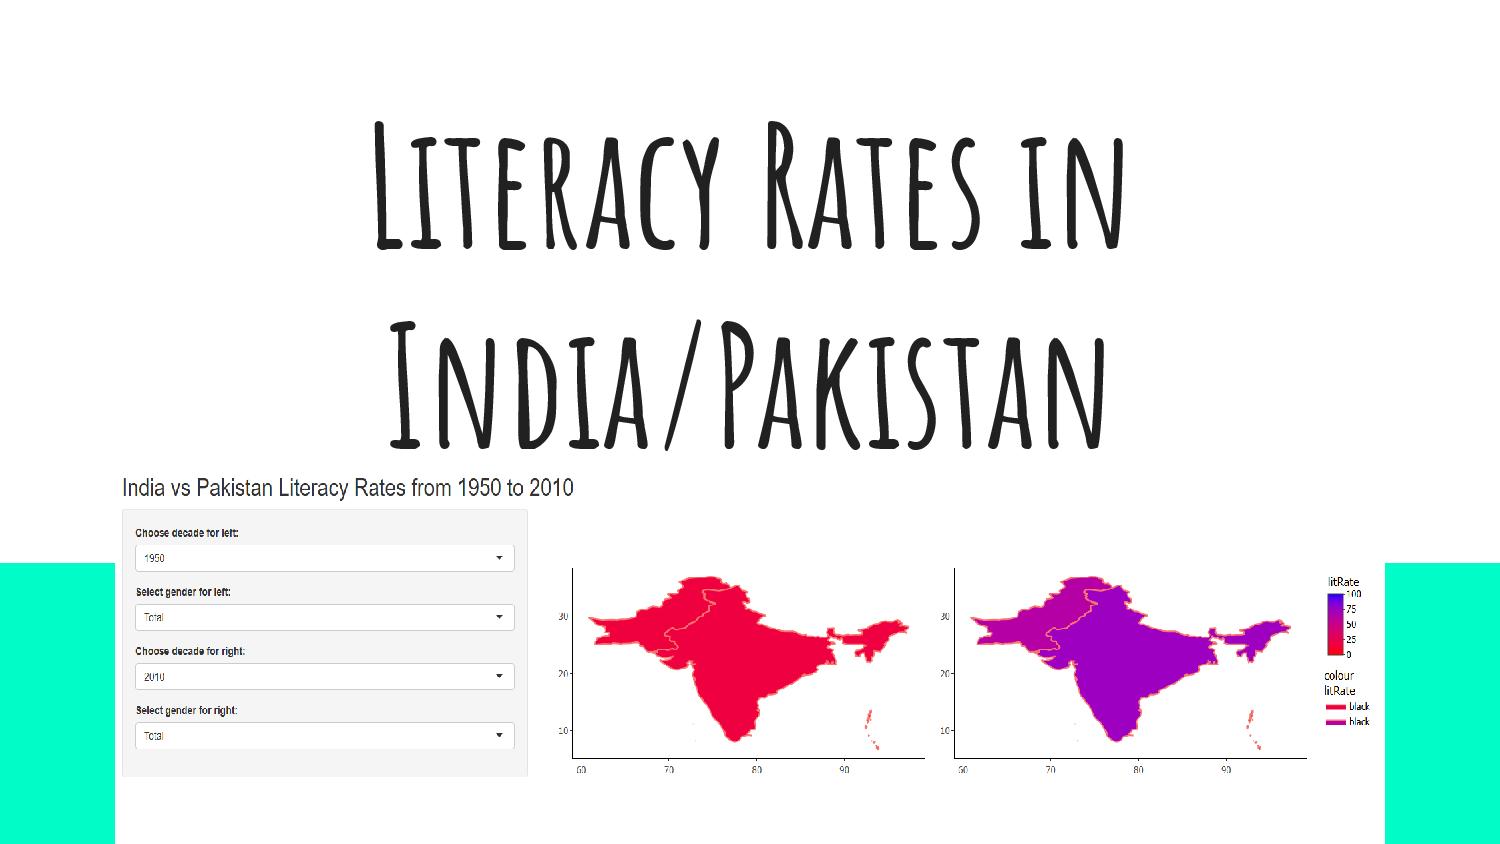 Literacy Rates in
India/Pakistan
India vs Pakistan Literacy Rates from 1950 to 2010
Choose decade for left:
1950
Select gender for left:
Total
Choose decade for right:
2010
Select gender for right:
Total
30
20
10
60 70 80 90
30
20
10
60 70 80 90
litRate
100
75
50
25
0
colour
litRate
black
black